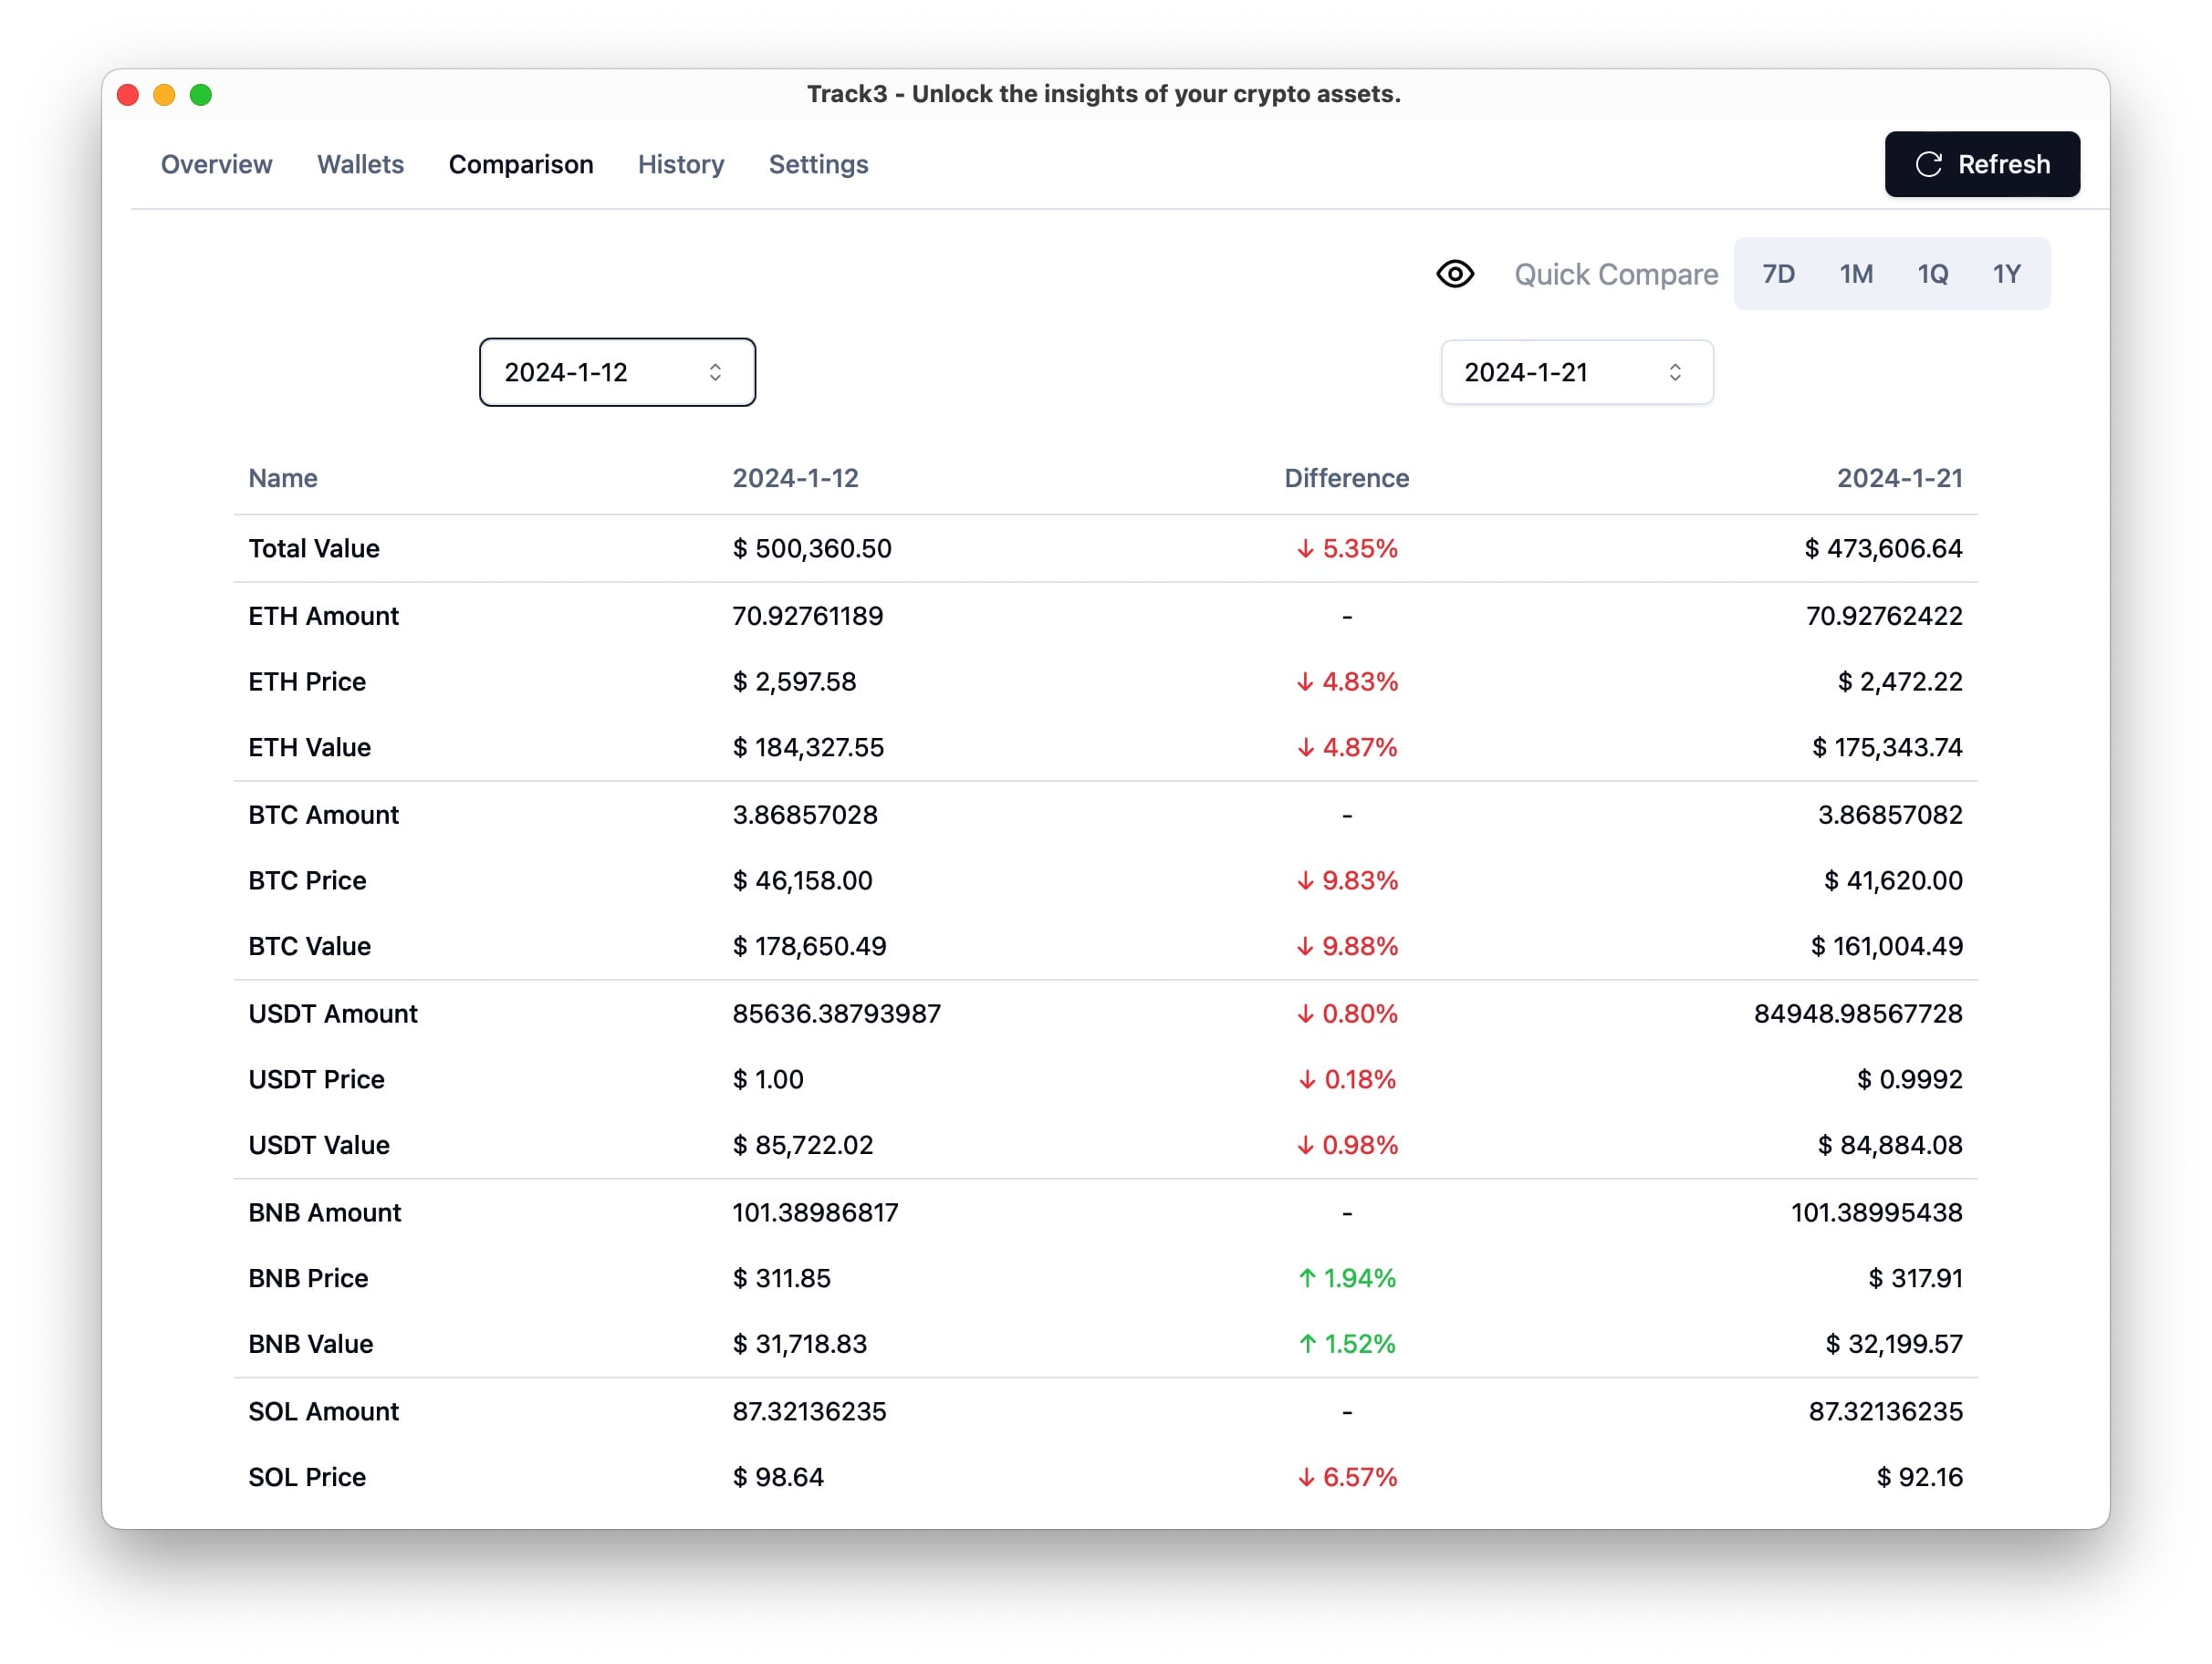 Track3 - Unlock the insights of your crypto assets.
Overview Wallets Comparison History Settings Refresh
Quick Compare 7D 1M 1Q 1Y
2024-1-12 2024-1-21
Name 2024-1-12 Difference 2024-1-21
Total Value $ 500,360.50 ↓ 5.35% $ 473,606.64
ETH Amount 70.92761189 - 70.92762422
ETH Price $ 2,597.58 ↓ 4.83% $ 2,472.22
ETH Value $ 184,327.55 ↓ 4.87% $ 175,343.74
BTC Amount 3.86857028 - 3.86857082
BTC Price $ 46,158.00 ↓ 9.83% $ 41,620.00
BTC Value $ 178,650.49 ↓ 9.88% $ 161,004.49
USDT Amount 85636.38793987 ↓ 0.80% 84948.98567728
USDT Price $ 1.00 ↓ 0.18% $ 0.9992
USDT Value $ 85,722.02 ↓ 0.98% $ 84,884.08
BNB Amount 101.38986817 - 101.38995438
BNB Price $ 311.85 ↑ 1.94% $ 317.91
BNB Value $ 31,718.83 ↑ 1.52% $ 32,199.57
SOL Amount 87.32136235 - 87.32136235
SOL Price $ 98.64 ↓ 6.57% $ 92.16